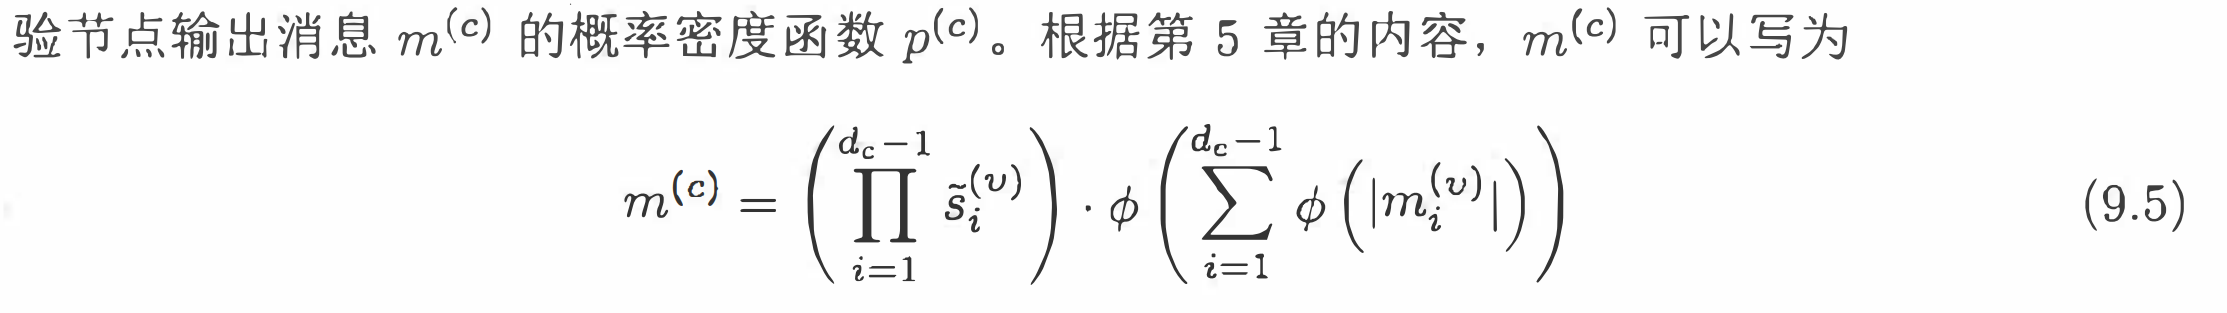 验节点输出消息 $m^{(c)}$ 的概率密度函数 $p^{(c)}$。根据第 5 章的内容，$m^{(c)}$ 可以写为
$$m^{(c)} = \left( \prod_{i=1}^{d_c-1} \tilde{s}_i^{(v)} \right) \cdot \phi \left( \sum_{i=1}^{d_c-1} \phi \left( |m_i^{(v)}| \right) \right) \quad (9.5)$$